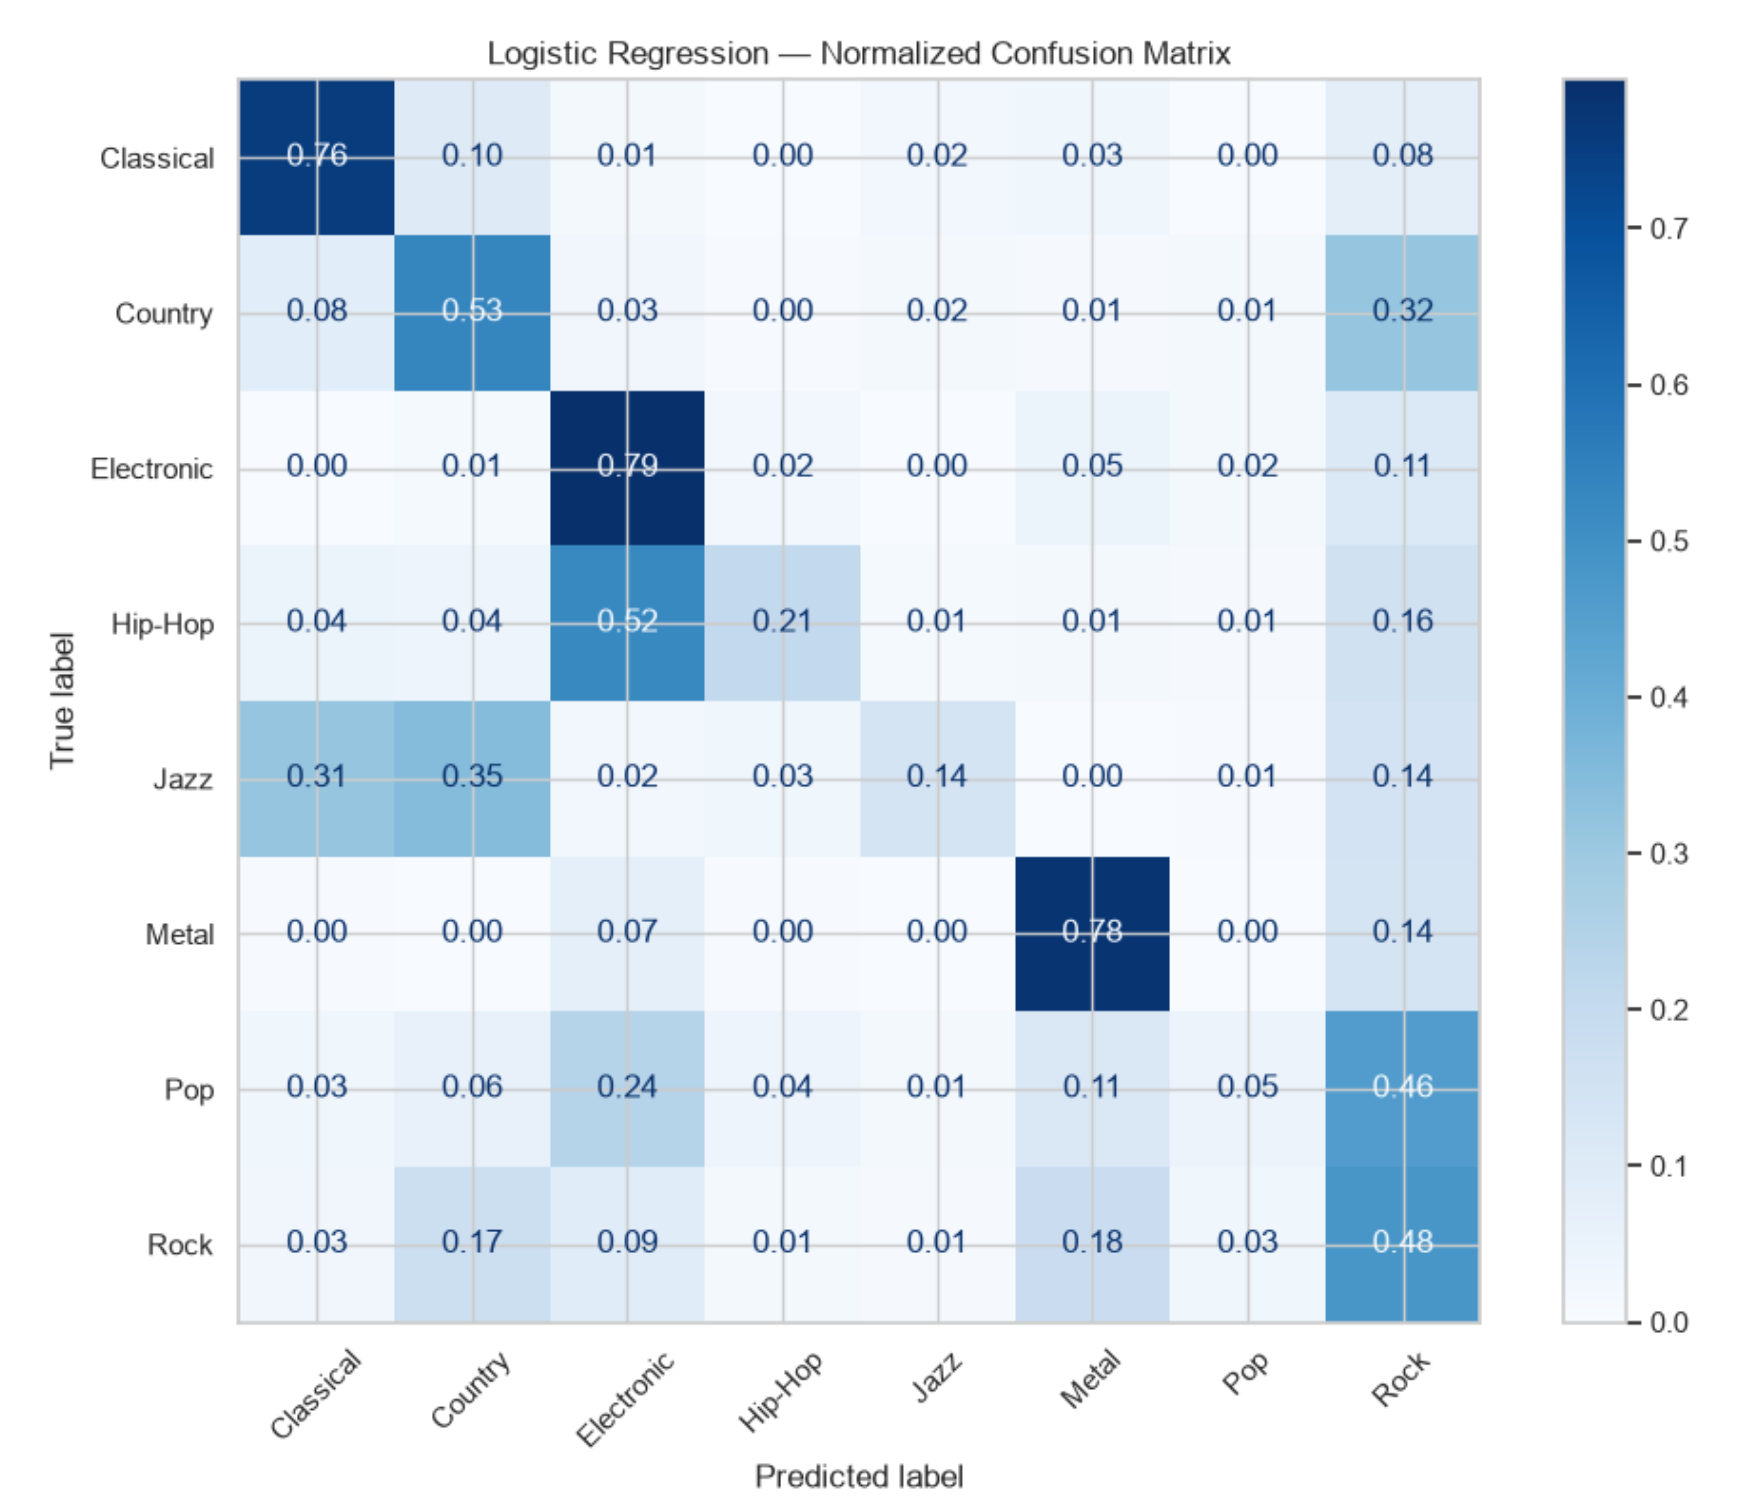 Logistic Regression — Normalized Confusion Matrix
Classical 0.76 0.10 0.01 0.00 0.02 0.03 0.00 0.08
Country 0.08 0.53 0.03 0.00 0.02 0.01 0.01 0.32
Electronic 0.00 0.01 0.79 0.02 0.00 0.05 0.02 0.11
Hip-Hop 0.04 0.04 0.52 0.21 0.01 0.01 0.01 0.16
Jazz 0.31 0.35 0.02 0.03 0.14 0.00 0.01 0.14
Metal 0.00 0.00 0.07 0.00 0.00 0.78 0.00 0.14
Pop 0.03 0.06 0.24 0.04 0.01 0.11 0.05 0.46
Rock 0.03 0.17 0.09 0.01 0.01 0.18 0.03 0.48
True label
Classical Country Electronic Hip-Hop Jazz Metal Pop Rock
Predicted label
0.7
0.6
0.5
0.4
0.3
0.2
0.1
0.0